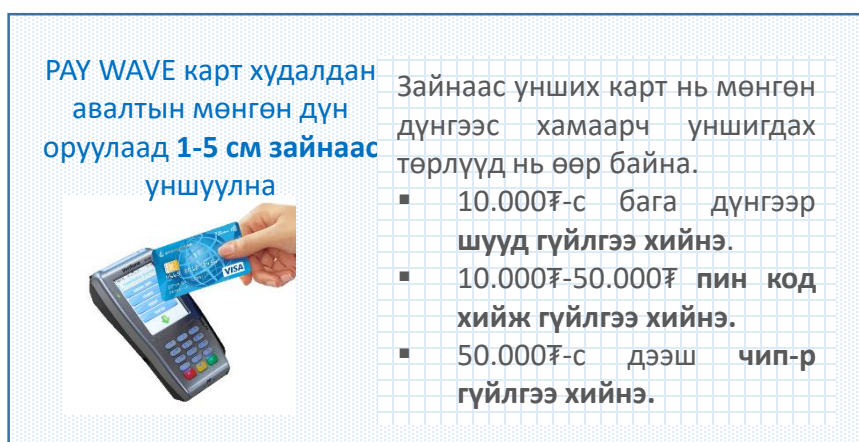 PAY WAVE карт худалдан
авалтын мөнгөн дүн
оруулаад 1-5 см зайнаас
уншуулна
VISA
Зайнаас унших карт нь мөнгөн
дүнгээс хамаарч уншигдах
төрлүүд нь өөр байна.
▪ 10.000₮-с бага дүнгээр
шууд гүйлгээ хийнэ.
▪ 10.000₮-50.000₮ пин код
хийж гүйлгээ хийнэ.
▪ 50.000₮-с дээш чип-р
гүйлгээ хийнэ.